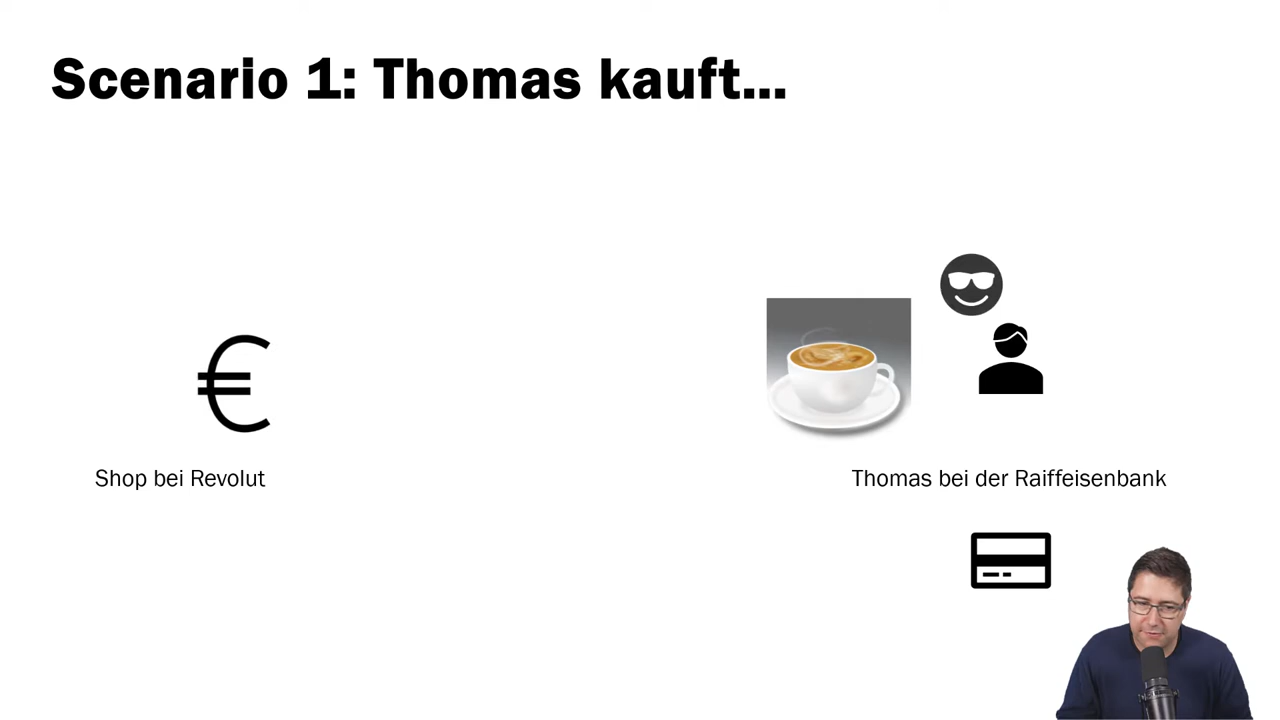 Scenario 1: Thomas kauft...
€
Shop bei Revolut
Thomas bei der Raiffeisenbank